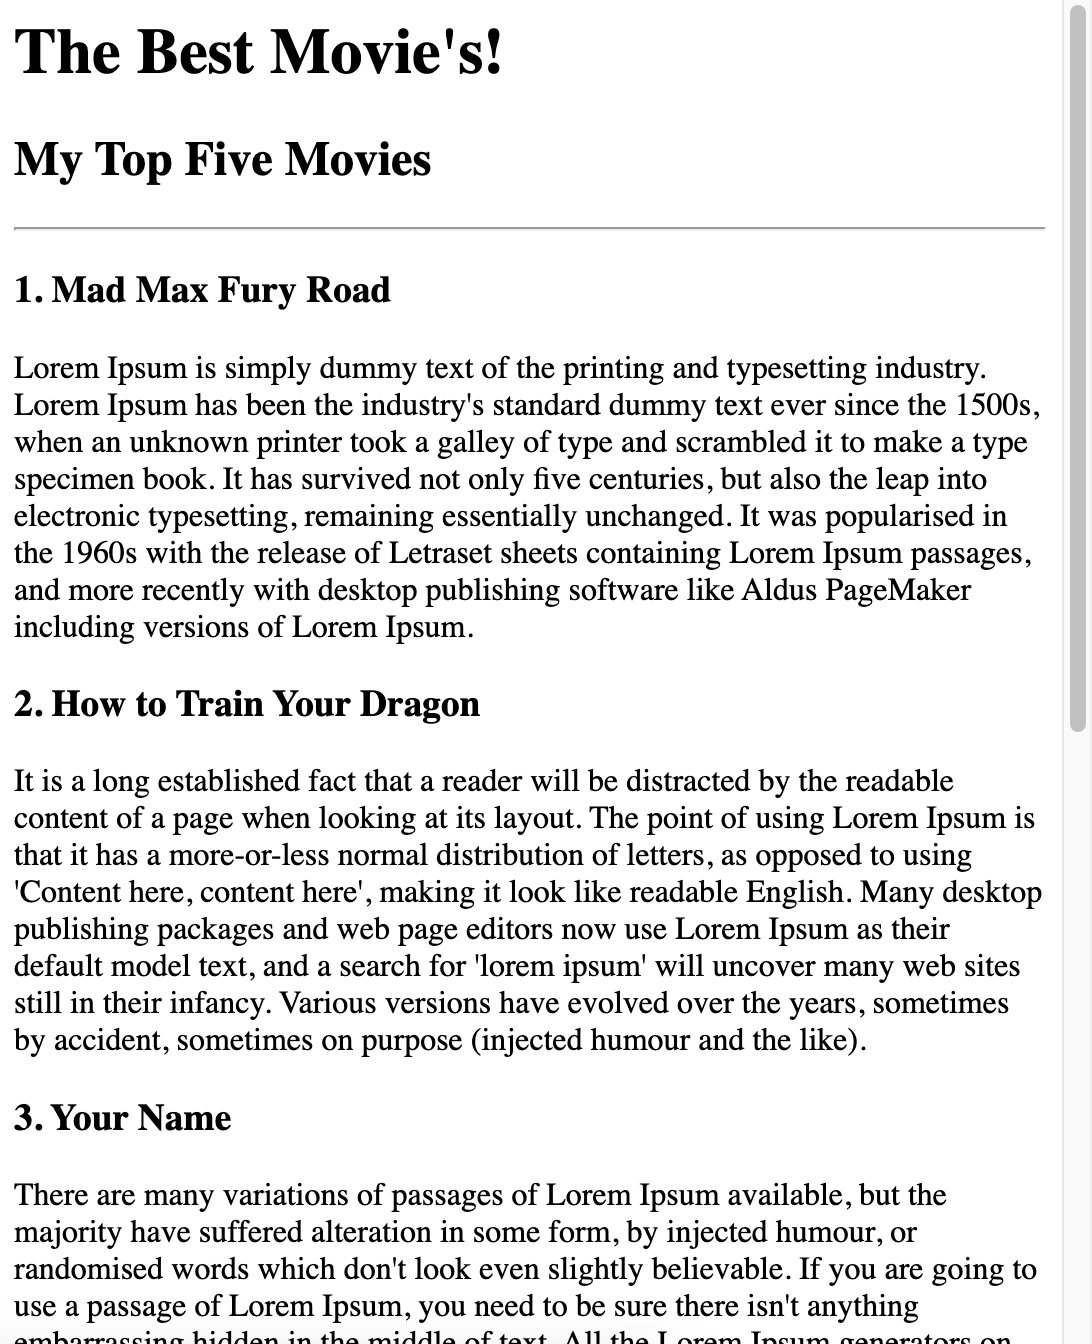 The Best Movie's!
My Top Five Movies
1. Mad Max Fury Road
Lorem Ipsum is simply dummy text of the printing and typesetting industry.
Lorem Ipsum has been the industry's standard dummy text ever since the 1500s,
when an unknown printer took a galley of type and scrambled it to make a type
specimen book. It has survived not only five centuries, but also the leap into
electronic typesetting, remaining essentially unchanged. It was popularised in
the 1960s with the release of Letraset sheets containing Lorem Ipsum passages,
and more recently with desktop publishing software like Aldus PageMaker
including versions of Lorem Ipsum.
2. How to Train Your Dragon
It is a long established fact that a reader will be distracted by the readable
content of a page when looking at its layout. The point of using Lorem Ipsum is
that it has a more-or-less normal distribution of letters, as opposed to using
'Content here, content here', making it look like readable English. Many desktop
publishing packages and web page editors now use Lorem Ipsum as their
default model text, and a search for 'lorem ipsum' will uncover many web sites
still in their infancy. Various versions have evolved over the years, sometimes
by accident, sometimes on purpose (injected humour and the like).
3. Your Name
There are many variations of passages of Lorem Ipsum available, but the
majority have suffered alteration in some form, by injected humour, or
randomised words which don't look even slightly believable. If you are going to
use a passage of Lorem Ipsum, you need to be sure there isn't anything
embarrassing hidden in the middle of text. All the Lorem Ipsum generators on